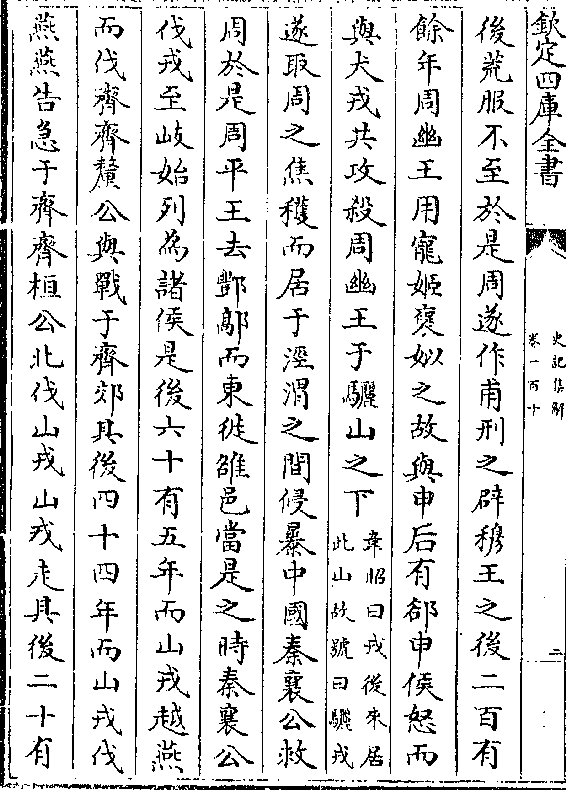 欽定四庫全書
史記集解
卷一百十
二
後荒服不至於是周遂作甫刑之辟穆王之後二百有
餘年周幽王用寵姬襃姒之故與申后有郤申侯怒而
與犬戎共攻殺周幽王于驪山之下
韋昭曰戎後來居
此山故號曰驪戎
遂取周之焦穫而居于涇渭之間侵暴中國秦襄公救
周於是周平王去酆鄗而東徙雒邑當是之時秦襄公
伐戎至岐始列為諸侯是後六十有五年而山戎越燕
而伐齊齊釐公與戰于齊郊其後四十四年而山戎伐
燕燕告急于齊齊桓公北伐山戎山戎走其後二十有